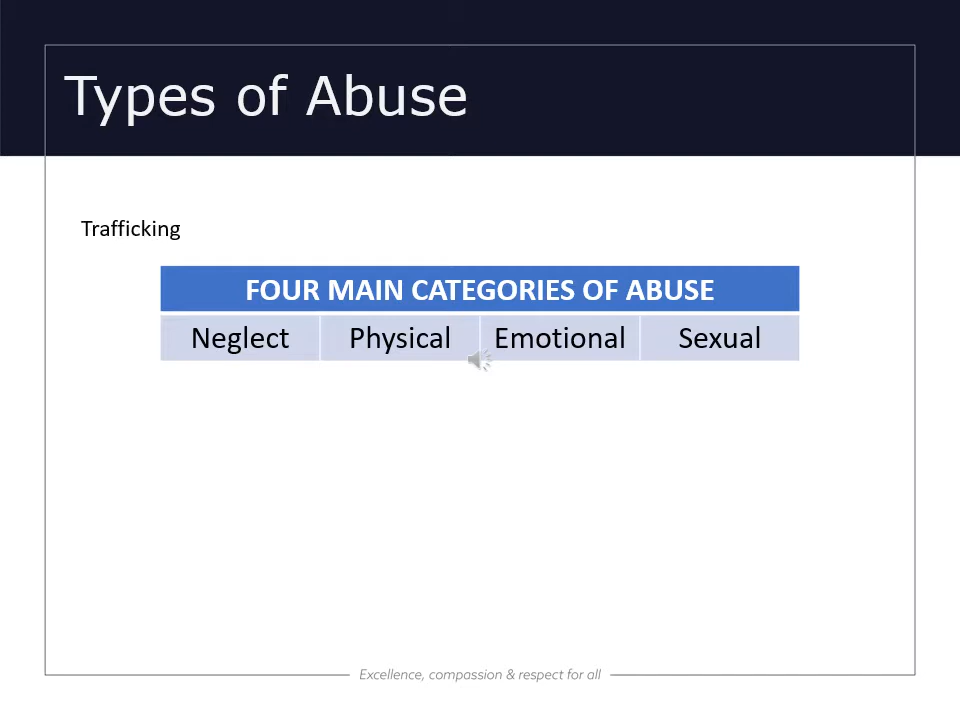 Types of Abuse
Trafficking
FOUR MAIN CATEGORIES OF ABUSE
Neglect Physical Emotional Sexual
Excellence, compassion & respect for all